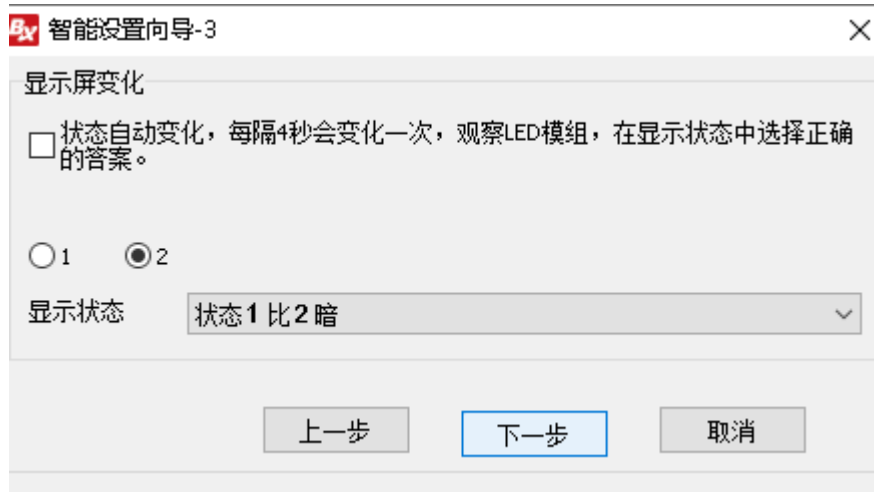 BX 智能设置向导-3
显示屏变化
状态自动变化，每隔4秒会变化一次，观察LED模组，在显示状态中选择正确
的答案。
1 2
显示状态 状态1 比2 暗
上一步 下一步 取消